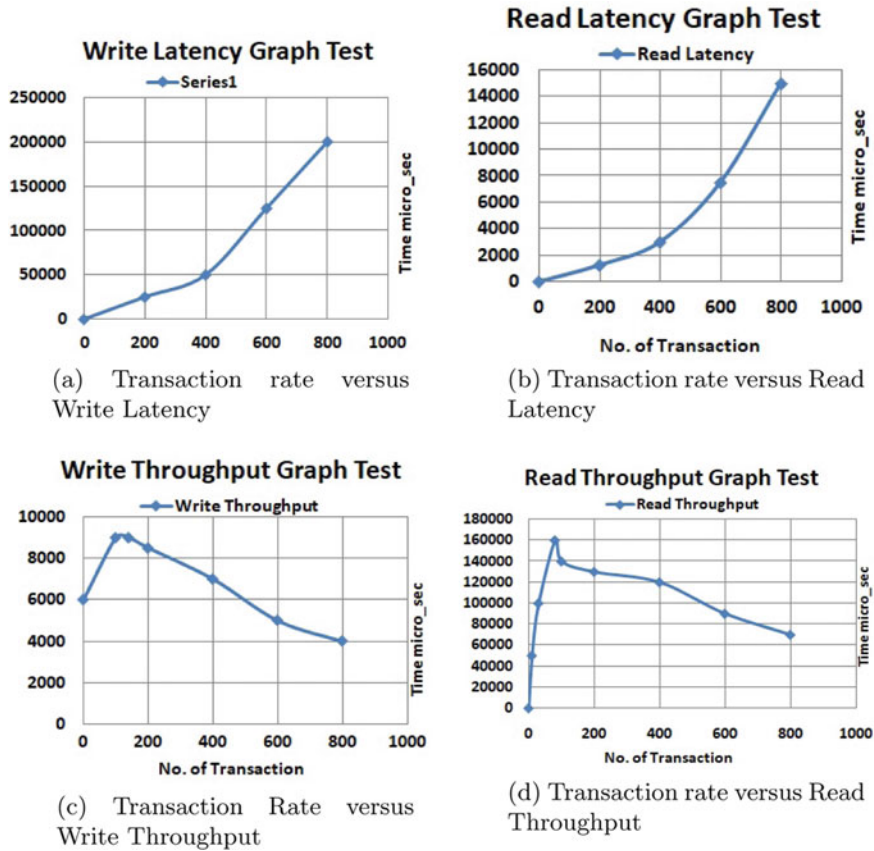 Write Latency Graph Test
Series1
250000
200000
150000
100000
50000
0
0 200 400 600 800 1000
Time micro_sec
(a) Transaction rate versus
Write Latency
Read Latency Graph Test
Read Latency
16000
14000
12000
10000
8000
6000
4000
2000
0
0 200 400 600 800 1000
Time micro_sec
No. of Transaction
(b) Transaction rate versus Read
Latency
Write Throughput Graph Test
Write Throughput
10000
8000
6000
4000
2000
0
0 200 400 600 800 1000
Time micro_sec
No. of Transaction
(c) Transaction Rate versus
Write Throughput
Read Throughput Graph Test
Read Throughput
180000
160000
140000
120000
100000
80000
60000
40000
20000
0
0 200 400 600 800 1000
Time micro_sec
No. of Transaction
(d) Transaction rate versus Read
Throughput